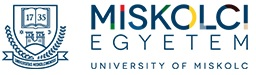 17 35
MISKOLCI
EGYETEM
UNIVERSITY OF MISKOLC